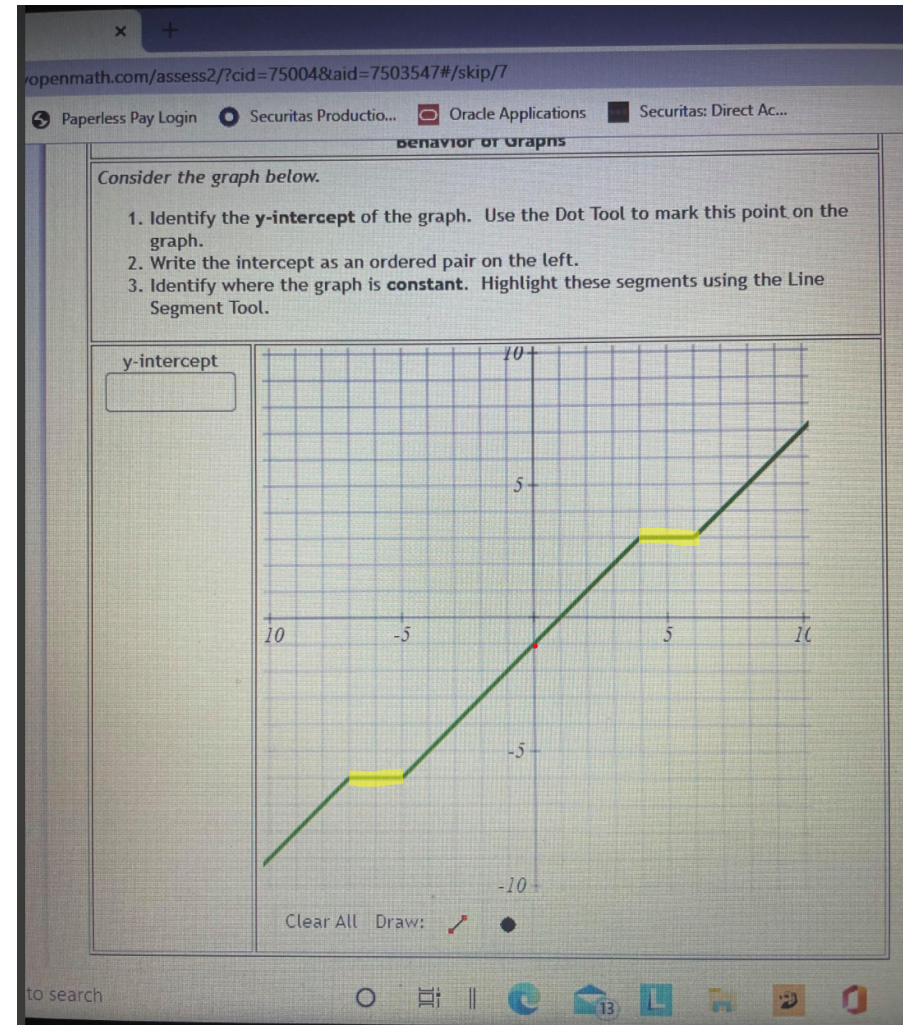 × +
openmath.com/assess2/?cid=75004&aid=7503547#/skip/7
Paperless Pay Login Securitas Productio... Oracle Applications Securitas: Direct Ac...
Behavior of Graphs
Consider the graph below.
1. Identify the y-intercept of the graph. Use the Dot Tool to mark this point on the
graph.
2. Write the intercept as an ordered pair on the left.
3. Identify where the graph is constant. Highlight these segments using the Line
Segment Tool.
y-intercept
10
5
10 -5 5 10
-5
-10
Clear All Draw:
to search
13
L